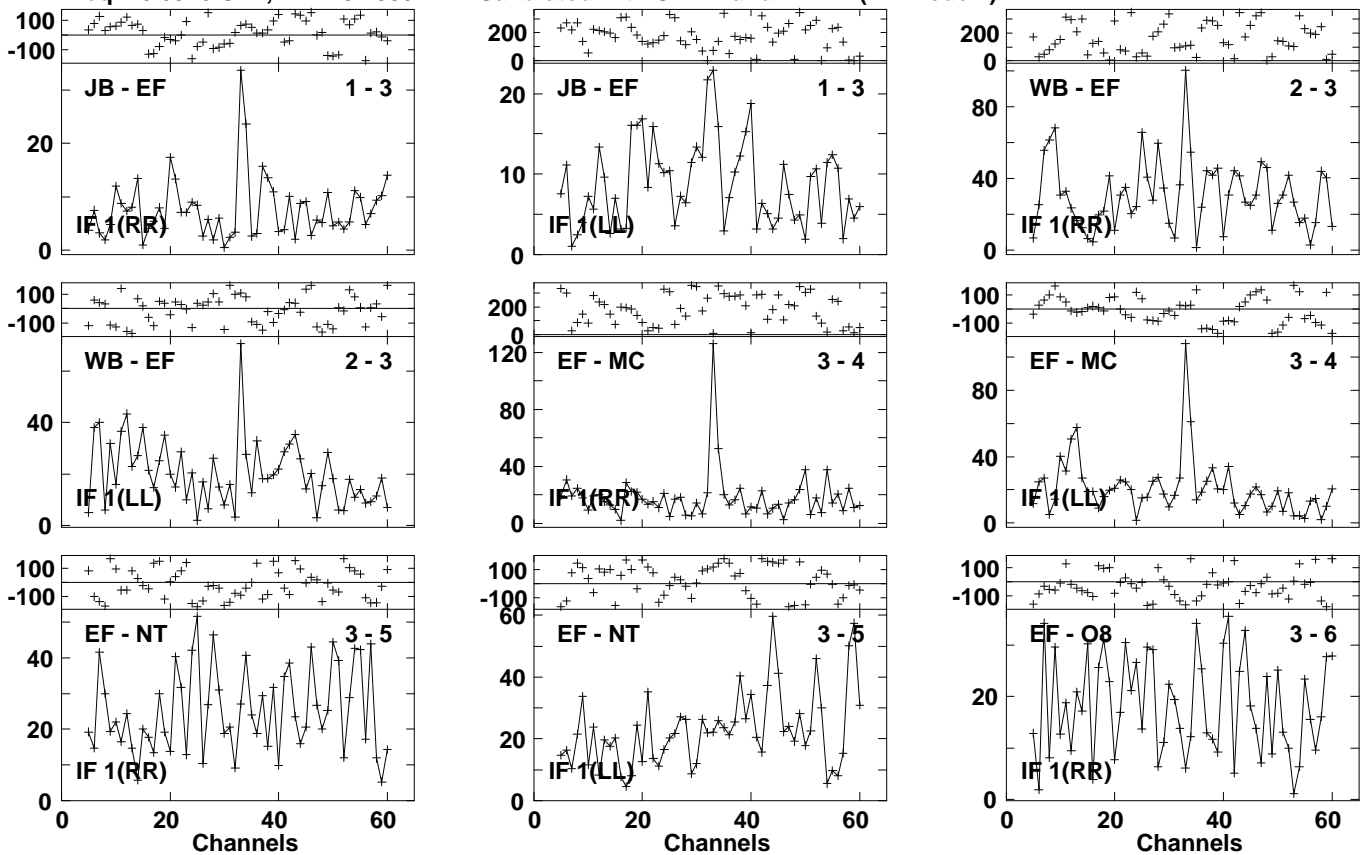 100
-100
JB - EF 1 - 3
20
0
IF 1(RR)
200
0
JB - EF 1 - 3
20
10
0
IF 1(LL)
200
0
WB - EF 2 - 3
80
40
0
IF 1(RR)
100
-100
WB - EF 2 - 3
40
0
IF 1(LL)
200
0
EF - MC 3 - 4
120
80
40
0
IF 1(RR)
100
-100
EF - MC 3 - 4
80
40
0
IF 1(LL)
100
-100
EF - NT 3 - 5
40
20
0
IF 1(RR)
0 20 40 60
Channels
100
-100
60
EF - NT 3 - 5
40
20
0
IF 1(LL)
0 20 40 60
Channels
100
-100
EF - O8 3 - 6
20
0
IF 1(RR)
0 20 40 60
Channels